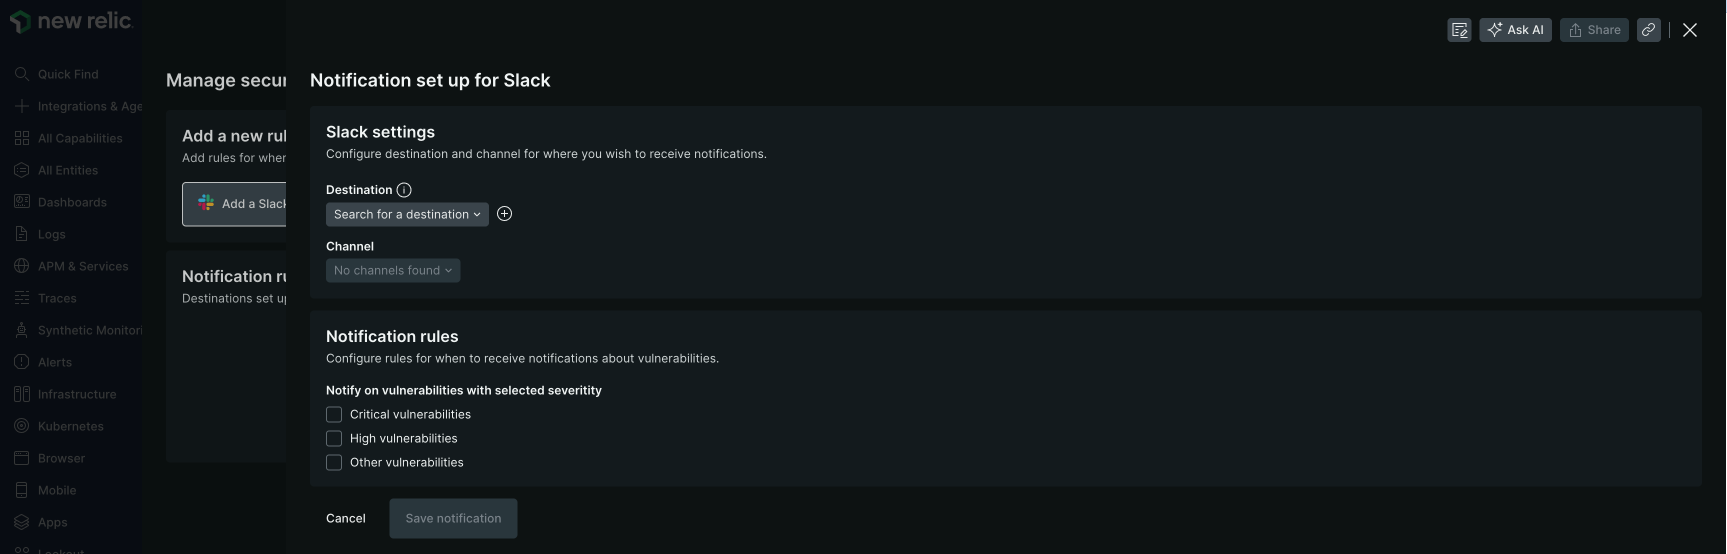 new relic
Ask AI
Share
Quick Find
Integrations & Age
All Capabilities
All Entities
Dashboards
Logs
APM & Services
Traces
Synthetic Monitori
Alerts
Infrastructure
Kubernetes
Browser
Mobile
Apps
Lookout
Manage secur
Add a new rul
Add rules for wher
Add a Slack
Notification ru
Destinations set up
Notification set up for Slack
Slack settings
Configure destination and channel for where you wish to receive notifications.
Destination
Search for a destination
Channel
No channels found
Notification rules
Configure rules for when to receive notifications about vulnerabilities.
Notify on vulnerabilities with selected severitity
Critical vulnerabilities
High vulnerabilities
Other vulnerabilities
Cancel
Save notification